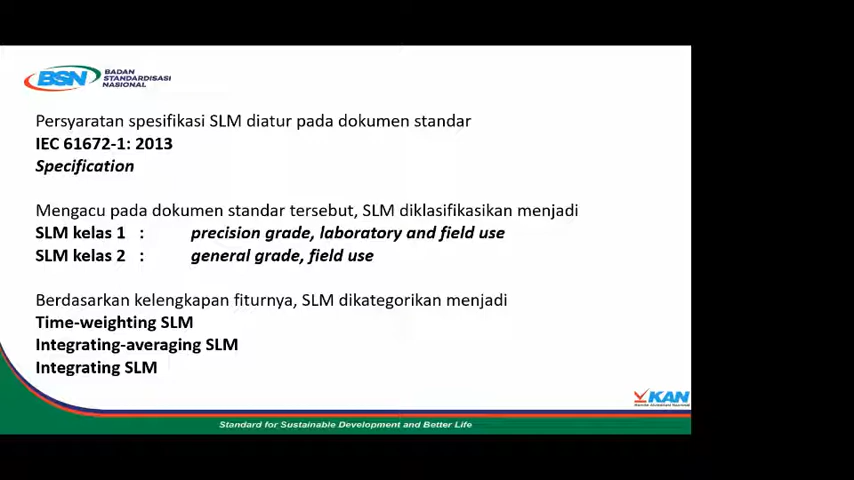 BSN BADAN
STANDARDISASI
NASIONAL
Persyaratan spesifikasi SLM diatur pada dokumen standar
IEC 61672-1: 2013
Specification
Mengacu pada dokumen standar tersebut, SLM diklasifikasikan menjadi
SLM kelas 1 : precision grade, laboratory and field use
SLM kelas 2 : general grade, field use
Berdasarkan kelengkapan fiturnya, SLM dikategorikan menjadi
Time-weighting SLM
Integrating-averaging SLM
Integrating SLM
KAN
Standard for Sustainable Development and Better Life